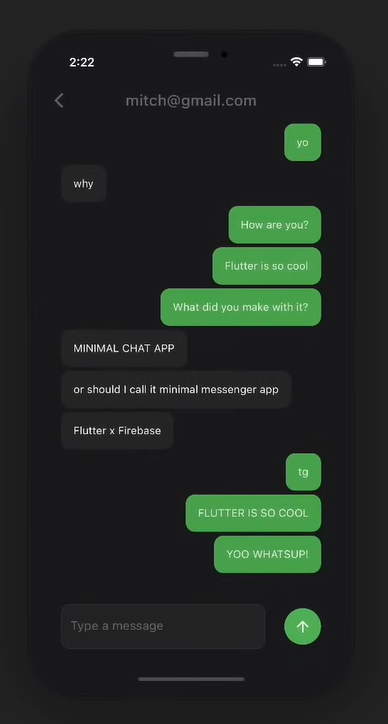 2:22
mitch@gmail.com
yo
why
How are you?
Flutter is so cool
What did you make with it?
MINIMAL CHAT APP
or should I call it minimal messenger app
Flutter x Firebase
tg
FLUTTER IS SO COOL
YOO WHATSUP!
Type a message